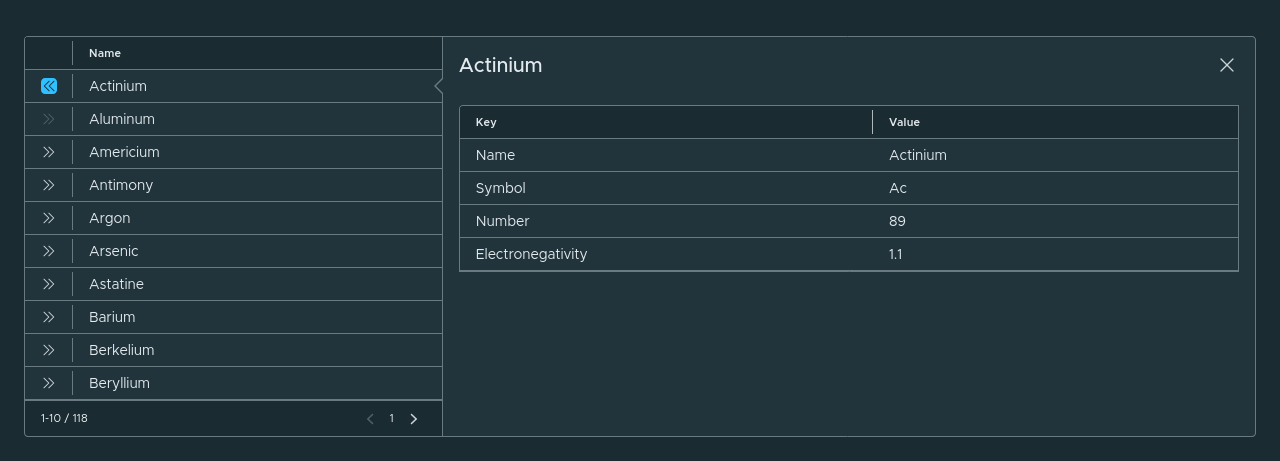 Name
Actinium
Aluminum
Americium
Antimony
Argon
Arsenic
Astatine
Barium
Berkelium
Beryllium
1-10 / 118
1
Actinium
Key Value
Name Actinium
Symbol Ac
Number 89
Electronegativity 1.1